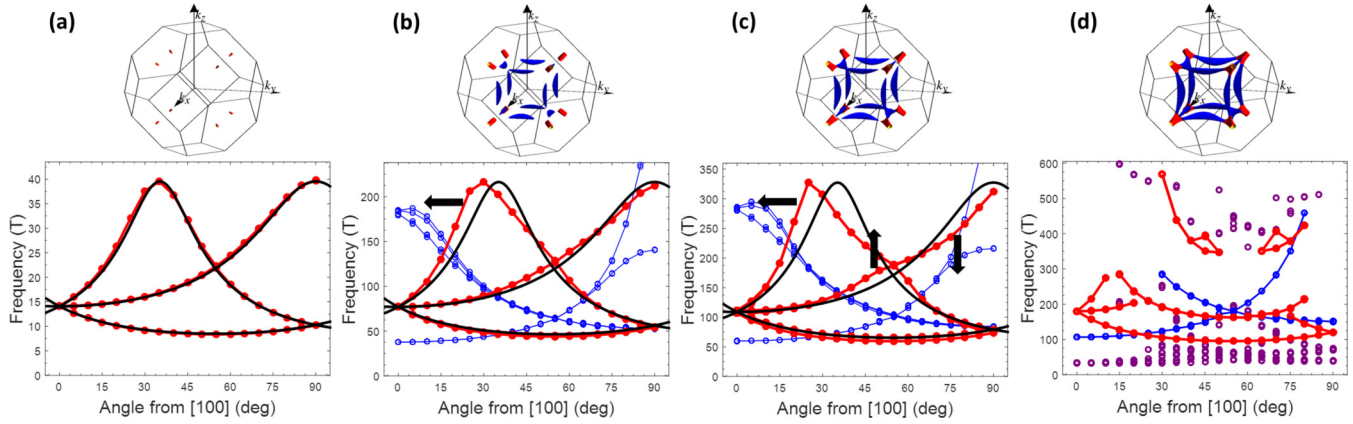 (a) (b) (c) (d)
kz kz kz kz
kx ky kx ky kx ky kx ky
40 35 30 25 20 15 10 5 0
Frequency (T)
0 15 30 45 60 75 90
Angle from [100] (deg)
200 150 100 50 0
Frequency (T)
0 15 30 45 60 75 90
Angle from [100] (deg)
350 300 250 200 150 100 50 0
Frequency (T)
0 15 30 45 60 75 90
Angle from [100] (deg)
600 500 400 300 200 100 0
Frequency (T)
0 15 30 45 60 75 90
Angle from [100] (deg)